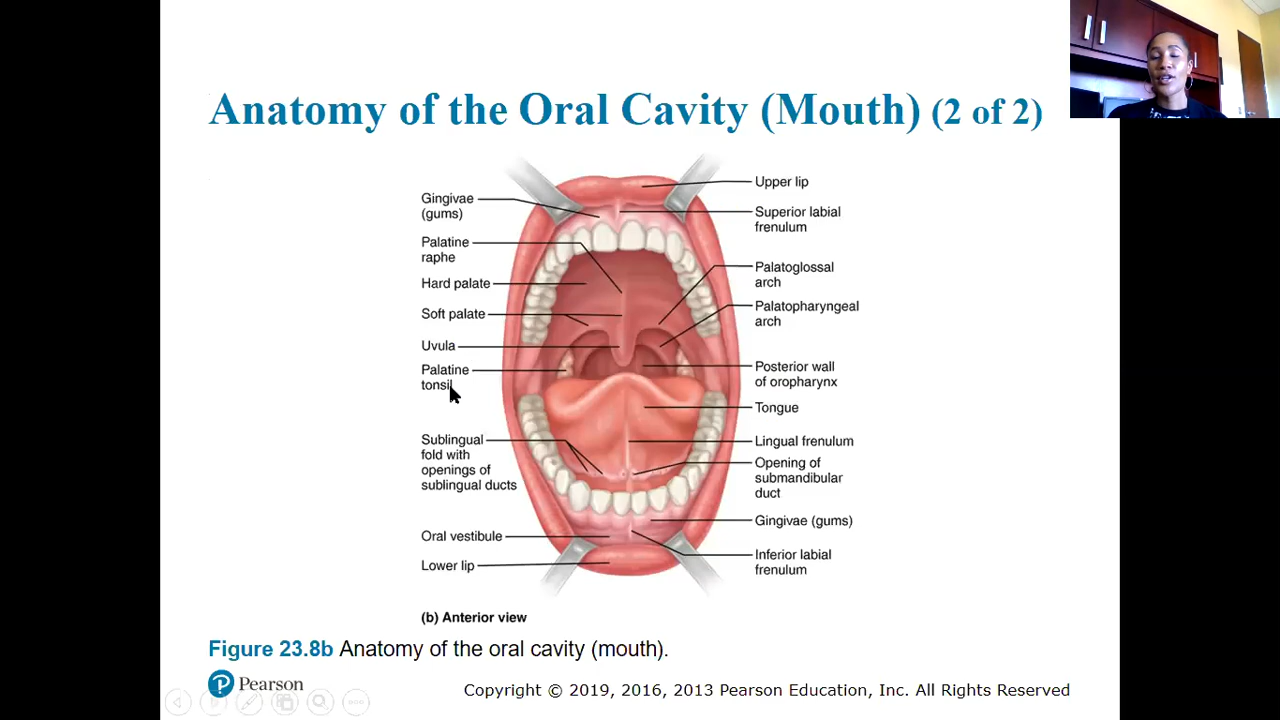 Anatomy of the Oral Cavity (Mouth) (2 of 2)
Gingivae
(gums)
Palatine
raphe
Hard palate
Soft palate
Uvula
Palatine
tonsil
Sublingual
fold with
openings of
sublingual ducts
Oral vestibule
Lower lip
Upper lip
Superior labial
frenulum
Palatoglossal
arch
Palatopharyngeal
arch
Posterior wall
of oropharynx
Tongue
Lingual frenulum
Opening of
submandibular
duct
Gingivae (gums)
Inferior labial
frenulum
(b) Anterior view
Figure 23.8b Anatomy of the oral cavity (mouth).
Pearson
Copyright © 2019, 2016, 2013 Pearson Education, Inc. All Rights Reserved